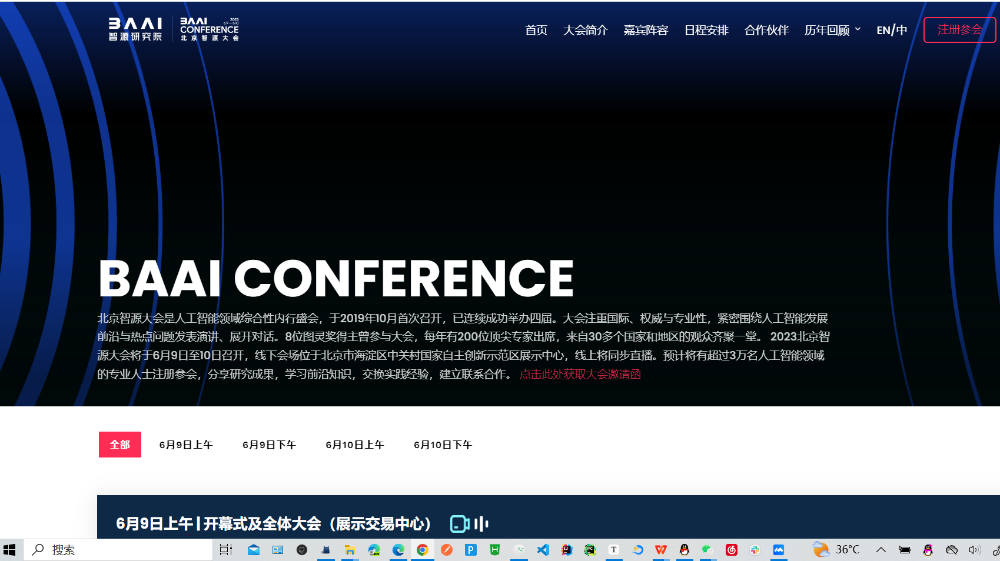 BAAI
智源研究院
BAAI 2023
6.9 — 6.10
CONFERENCE
北京智源大会
首页 大会简介 嘉宾阵容 日程安排 合作伙伴 历年回顾 EN/中 注册参会
BAAI CONFERENCE
北京智源大会是人工智能领域综合性内行盛会，于2019年10月首次召开，已连续成功举办四届。大会注重国际、权威与专业性，紧密围绕人工智能发展
前沿与热点问题发表演讲、展开对话。8位图灵奖得主曾参与大会，每年有200位顶尖专家出席，来自30多个国家和地区的观众齐聚一堂。 2023北京智
源大会将于6月9日至10日召开，线下会场位于北京市海淀区中关村国家自主创新示范区展示中心，线上将同步直播。预计将有超过3万名人工智能领域
的专业人士注册参会，分享研究成果，学习前沿知识，交换实践经验，建立联系合作。 点击此处获取大会邀请函
全部 6月9日上午 6月9日下午 6月10日上午 6月10日下午
6月9日上午 | 开幕式及全体大会（展示交易中心）
搜索 36°C